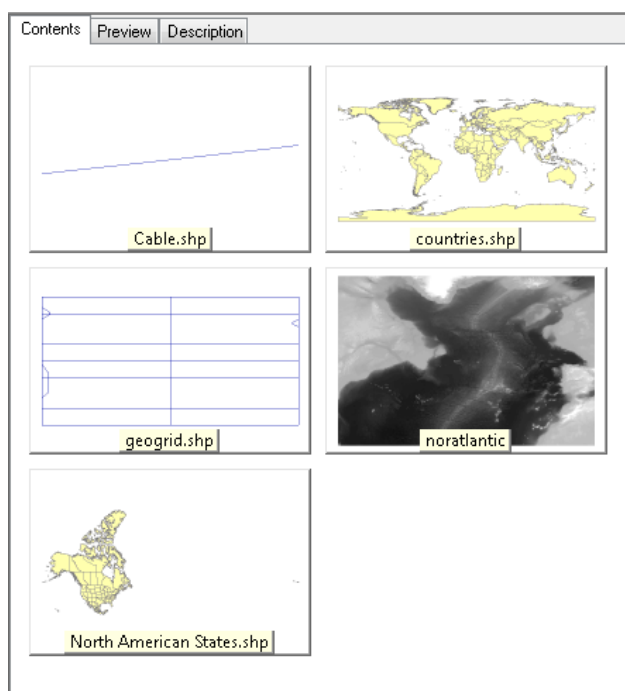 Contents Preview Description
Cable.shp
countries.shp
geogrid.shp
noratlantic
North American States.shp